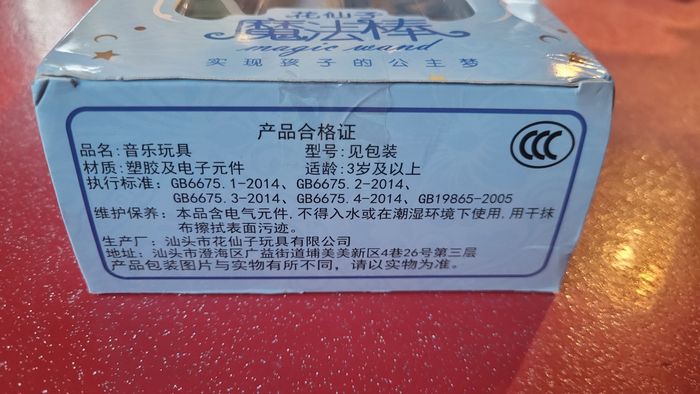 花仙子
魔法棒
magic wand
实现孩子的公主梦
产品合格证
品名:音乐玩具 型号:见包装
材质:塑胶及电子元件 适龄:3岁及以上
执行标准:GB6675.1-2014、GB6675.2-2014、
GB6675.3-2014、GB6675.4-2014、GB19865-2005
维护保养:本品含电气元件,不得入水或在潮湿环境下使用,用干抹
布擦拭表面污迹。
生产厂:汕头市花仙子玩具有限公司
地址:汕头市澄海区广益街道埔美美新区4巷26号第三层
产品包装图片与实物有所不同,请以实物为准。
CCC